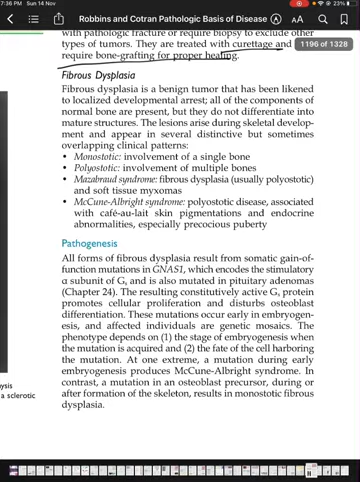 7:36 PM Sun 14 Nov
23%
Robbins and Cotran Pathologic Basis of Disease
AA
1196 of 1328
with pathologic fracture or require biopsy to exclude other
types of tumors. They are treated with curettage and
require bone-grafting for proper healing.
Fibrous Dysplasia
Fibrous dysplasia is a benign tumor that has been likened
to localized developmental arrest; all of the components of
normal bone are present, but they do not differentiate into
mature structures. The lesions arise during skeletal develop-
ment and appear in several distinctive but sometimes
overlapping clinical patterns:
• Monostotic: involvement of a single bone
• Polyostotic: involvement of multiple bones
• Mazabraud syndrome: fibrous dysplasia (usually polyostotic)
and soft tissue myxomas
• McCune-Albright syndrome: polyostotic disease, associated
with café-au-lait skin pigmentations and endocrine
abnormalities, especially precocious puberty
Pathogenesis
All forms of fibrous dysplasia result from somatic gain-of-
function mutations in GNAS1, which encodes the stimulatory
α subunit of Gs and is also mutated in pituitary adenomas
(Chapter 24). The resulting constitutively active Gs protein
promotes cellular proliferation and disturbs osteoblast
differentiation. These mutations occur early in embryogen-
esis, and affected individuals are genetic mosaics. The
phenotype depends on (1) the stage of embryogenesis when
the mutation is acquired and (2) the fate of the cell harboring
the mutation. At one extreme, a mutation during early
embryogenesis produces McCune-Albright syndrome. In
contrast, a mutation in an osteoblast precursor, during or
after formation of the skeleton, results in monostotic fibrous
dysplasia.
ysis
a sclerotic